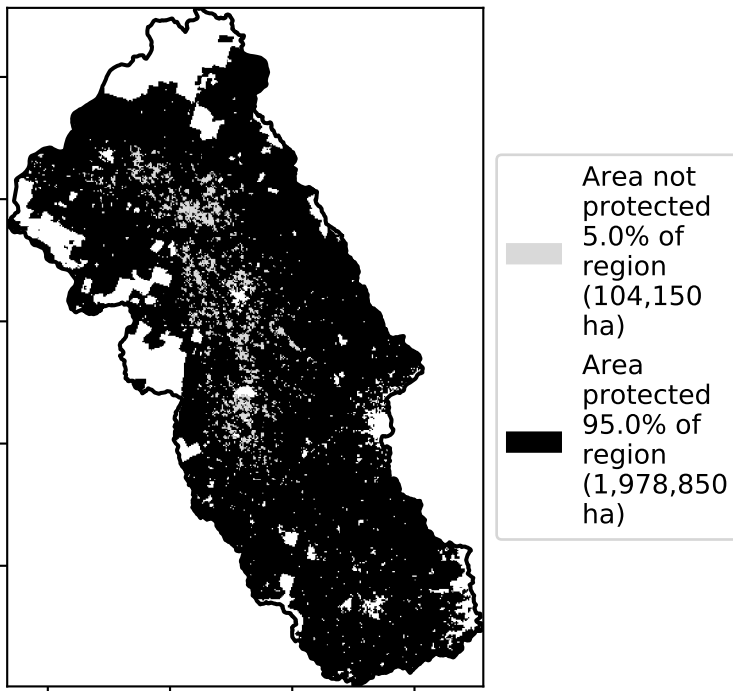 Area not
protected
5.0% of
region
(104,150
ha)
Area
protected
95.0% of
region
(1,978,850
ha)